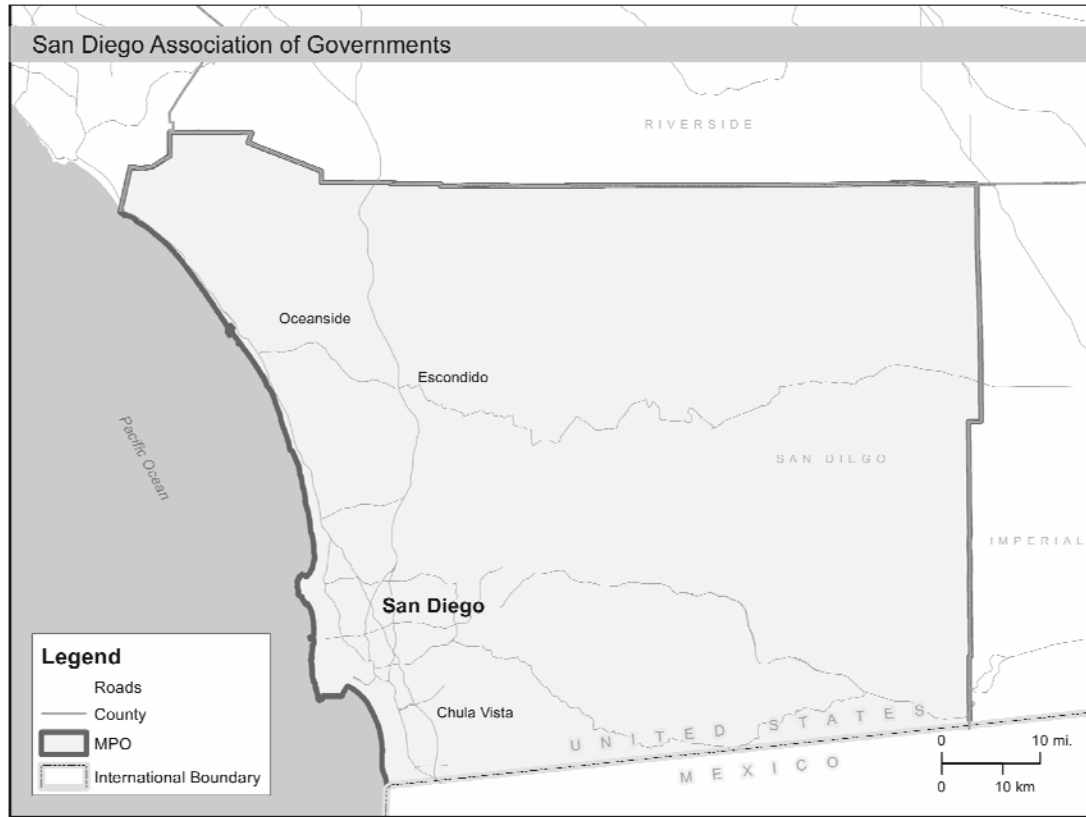 San Diego Association of Governments
RIVERSIDE
Oceanside
Escondido
Pacific Ocean
SAN DIEGO
IMPERIAL
San Diego
Chula Vista
UNITED STATES
MEXICO
Legend
Roads
County
MPO
International Boundary
0 10 mi.
0 10 km